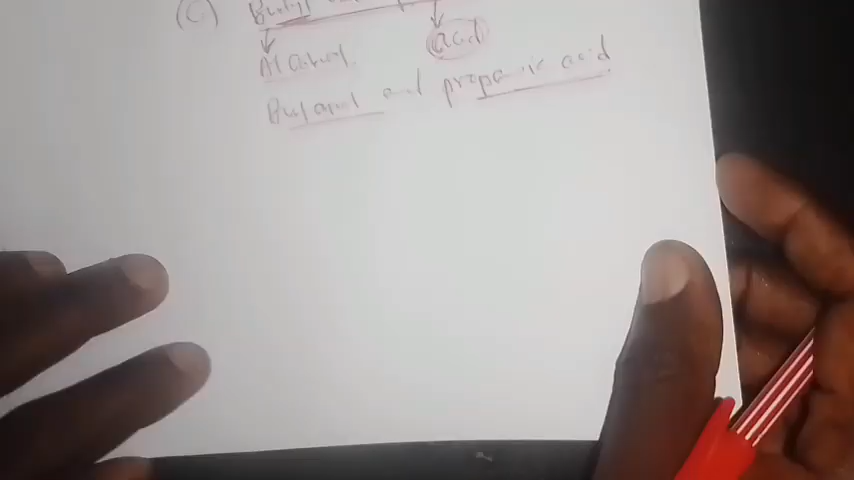 (C) Butyl
Alcohol acid
Butanol and propanoic acid